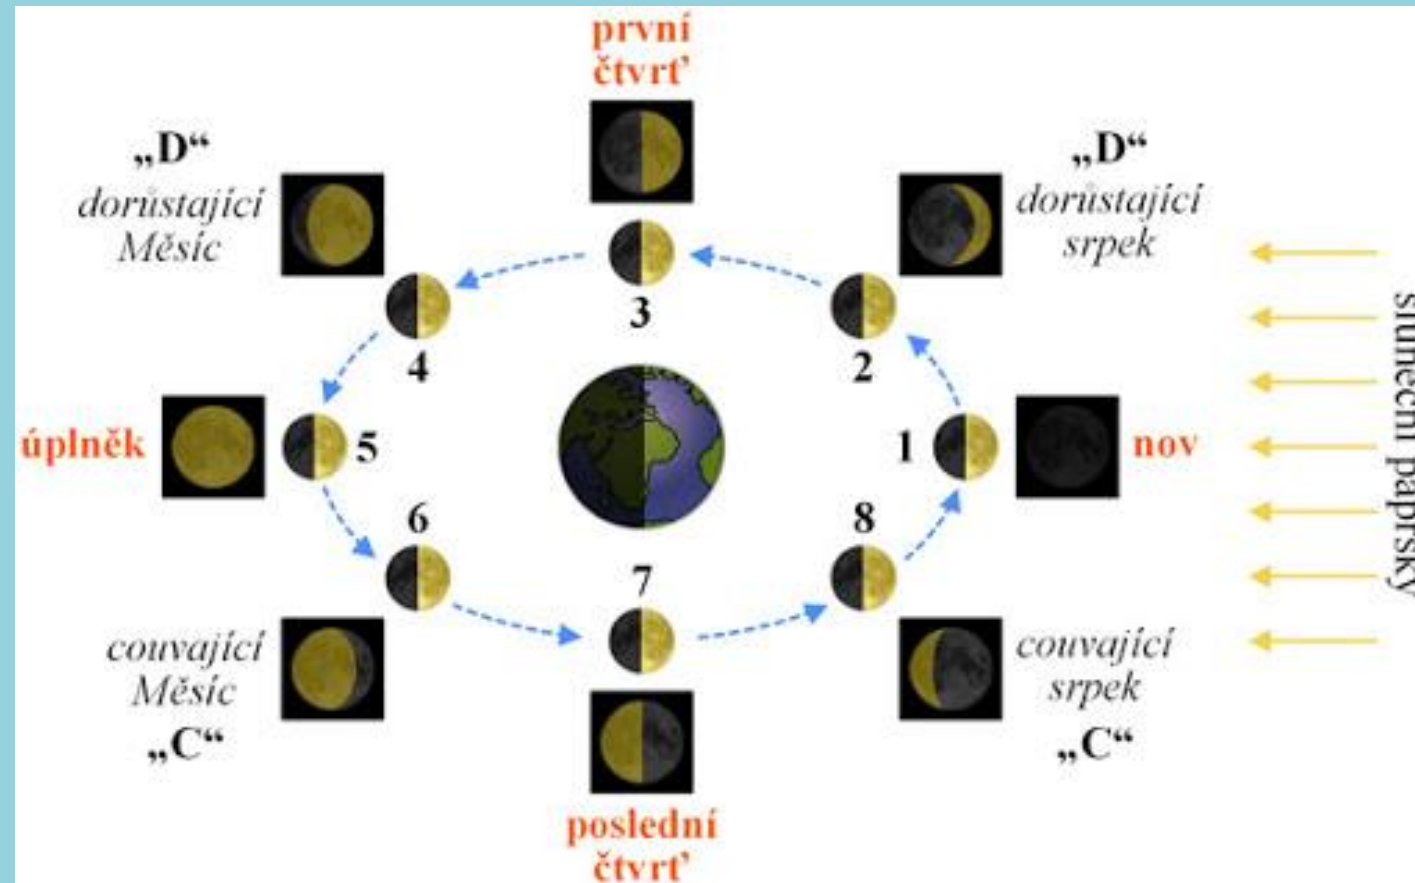 první
čtvrť
„D“
dorůstající
Měsíc
„D“
dorůstající
srpek
3
4
2
úplněk
5
1
nov
sluneční paprsky
6
8
7
couvající
Měsíc
„C“
couvající
srpek
„C“
poslední
čtvrť